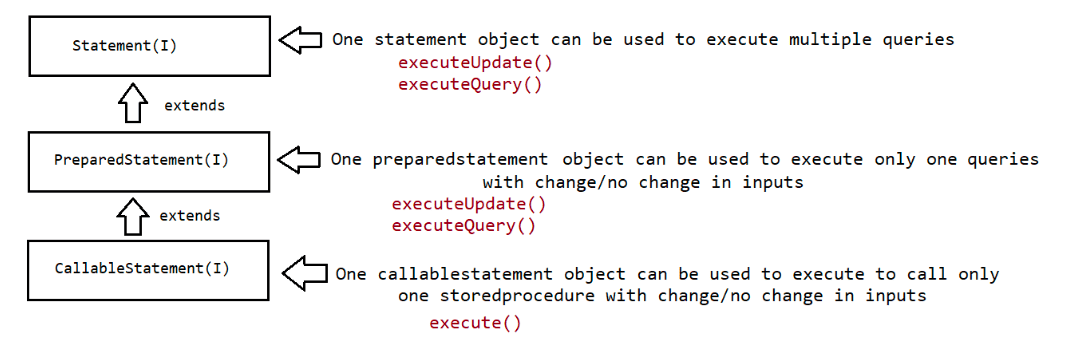 Statement(I)
One statement object can be used to execute multiple queries
executeUpdate()
executeQuery()
extends
PreparedStatement(I)
One preparedstatement object can be used to execute only one queries
with change/no change in inputs
executeUpdate()
executeQuery()
extends
CallableStatement(I)
One callablestatement object can be used to execute to call only
one storedprocedure with change/no change in inputs
execute()